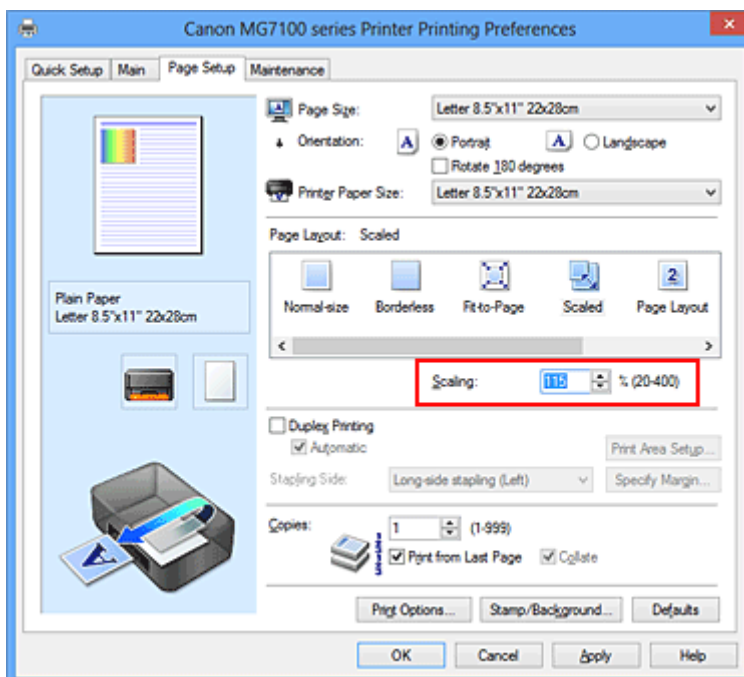 Canon MG7100 series Printer Printing Preferences
Quick Setup Main Page Setup Maintenance
Page Size: Letter 8.5"x11" 22x28cm
Orientation: A Portrait A Landscape
Rotate 180 degrees
Printer Paper Size: Letter 8.5"x11" 22x28cm
Page Layout: Scaled
Normal-size Borderless Fit-to-Page Scaled Page Layout
Plain Paper
Letter 8.5"x11" 22x28cm
Scaling: 115 % (20-400)
Duplex Printing
Automatic Print Area Setup...
Stapling Side: Long-side stapling (Left) Specify Margin...
Copies: 1 (1-999)
Print from Last Page Collate
Print Options... Stamp/Background... Defaults
OK Cancel Apply Help